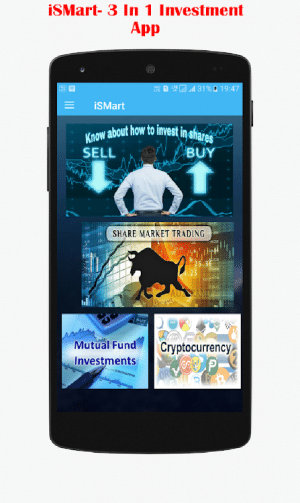 iSMart- 3 In 1 Investment
App
31% 19:47
iSMart
Know about how to invest in shares
SELL BUY
SHARE MARKET TRADING
Mutual Fund
Investments
Cryptocurrency